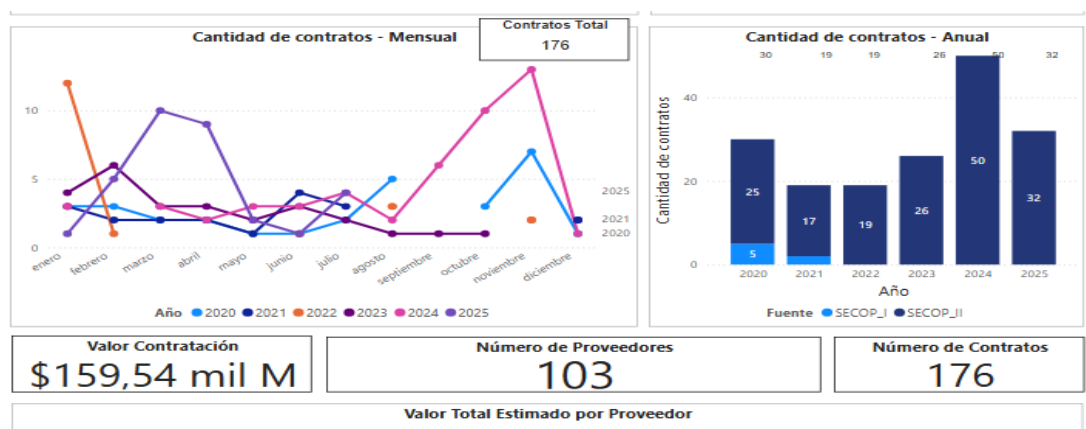 Cantidad de contratos - Mensual
Contratos Total
176
10
5
0
enero
febrero
marzo
abril
mayo
junio
julio
agosto
septiembre
octubre
noviembre
diciembre
2025
2021
2020
Año 2020 2021 2022 2023 2024 2025
Cantidad de contratos - Anual
30 19 19 26 50 32
Cantidad de contratos
40
20
0
25
5
17
19
26
50
32
2020 2021 2022 2023 2024 2025
Año
Fuente SECOP_I SECOP_II
Valor Contratación
$159,54 mil M
Número de Proveedores
103
Número de Contratos
176
Valor Total Estimado por Proveedor